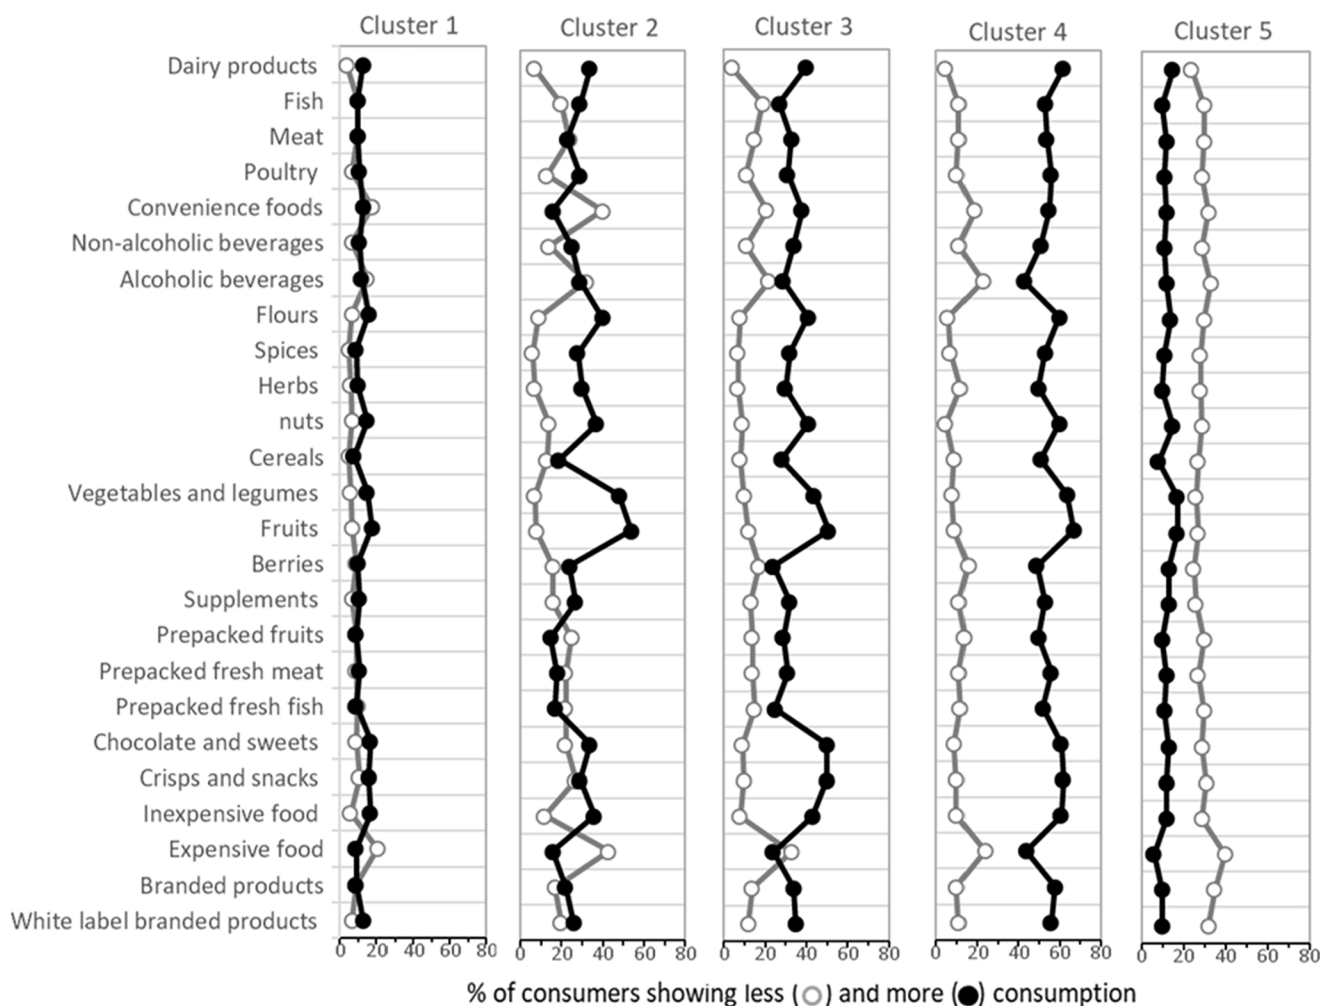 Cluster 1 Cluster 2 Cluster 3 Cluster 4 Cluster 5
Dairy products
Fish
Meat
Poultry
Convenience foods
Non-alcoholic beverages
Alcoholic beverages
Flours
Spices
Herbs
nuts
Cereals
Vegetables and legumes
Fruits
Berries
Supplements
Prepacked fruits
Prepacked fresh meat
Prepacked fresh fish
Chocolate and sweets
Crisps and snacks
Inexpensive food
Expensive food
Branded products
White label branded products
0 20 40 60 80 0 20 40 60 80 0 20 40 60 80 0 20 40 60 80 0 20 40 60 80
% of consumers showing less ( ) and more ( ) consumption